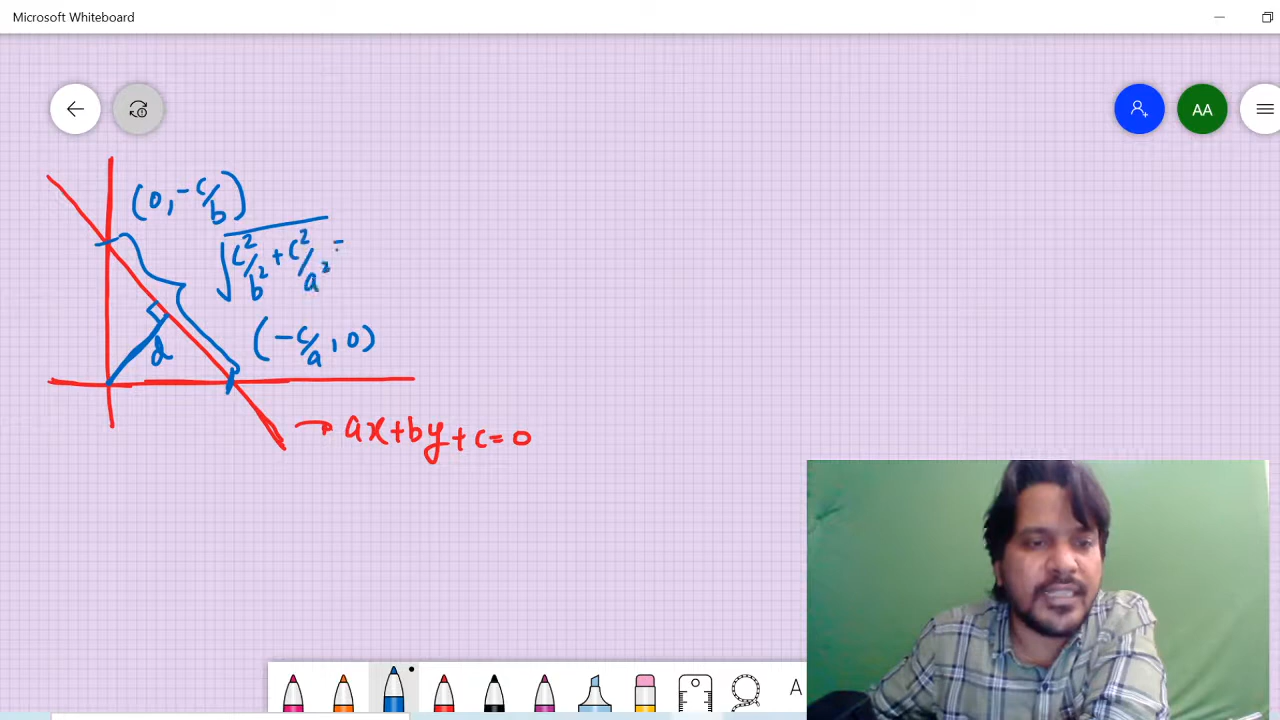 Microsoft Whiteboard
AA
(0, -c/b)
√(c²/b² + c²/a²) =
(-c/a, 0)
d
→ ax+by+c=0
A